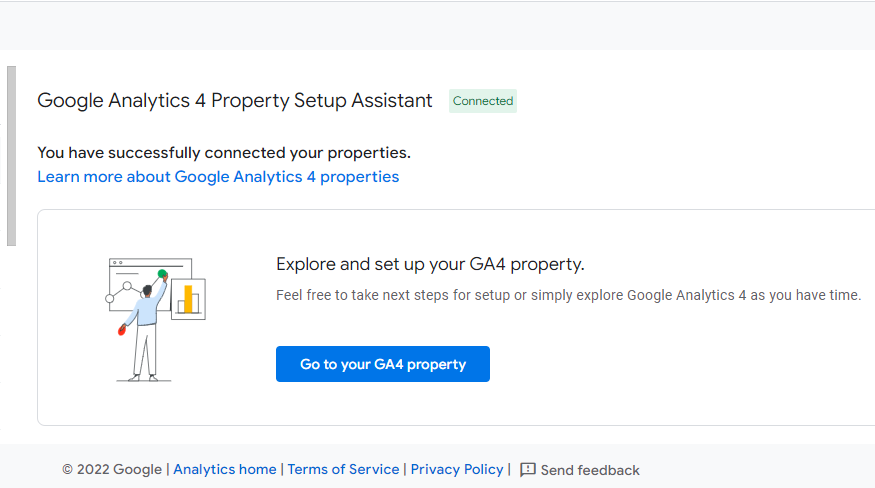 Google Analytics 4 Property Setup Assistant Connected
You have successfully connected your properties.
Learn more about Google Analytics 4 properties
Explore and set up your GA4 property.
Feel free to take next steps for setup or simply explore Google Analytics 4 as you have time.
Go to your GA4 property
© 2022 Google | Analytics home | Terms of Service | Privacy Policy | Send feedback